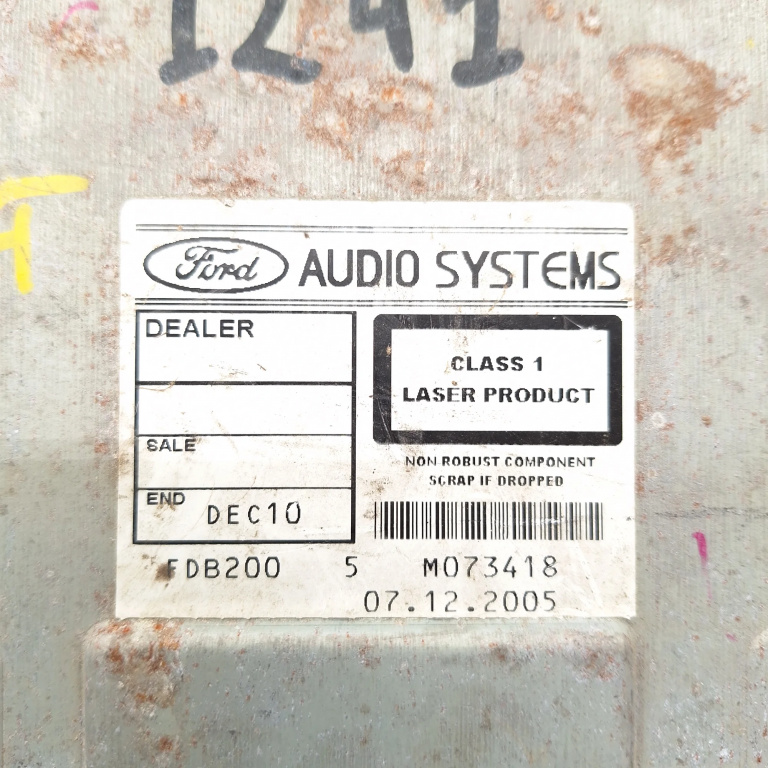 Ford AUDIO SYSTEMS
DEALER
CLASS 1
LASER PRODUCT
SALE
NON ROBUST COMPONENT
SCRAP IF DROPPED
END DEC10
FDB200 5 M073418
07.12.2005